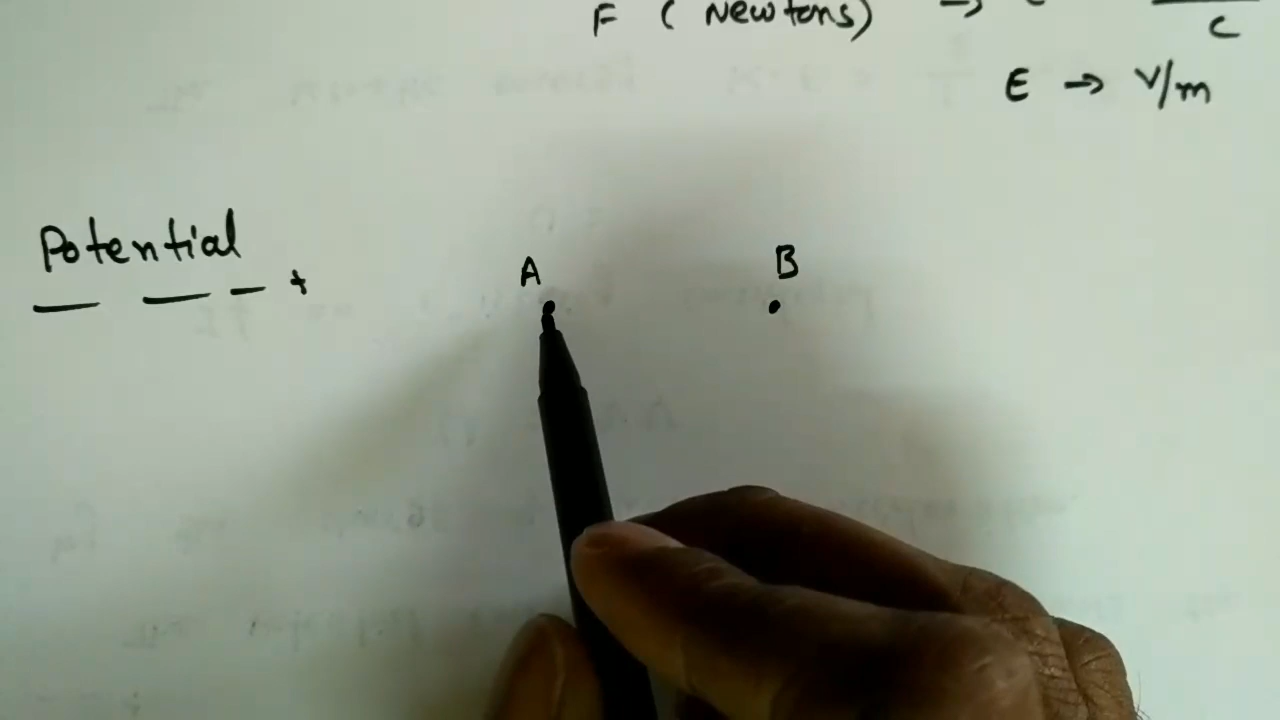 F ( Newtons) → C
E → V/m
Potential
A B